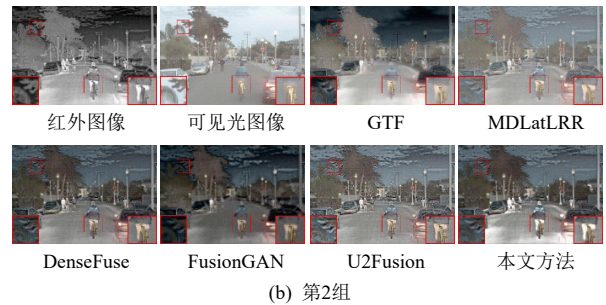 红外图像 可见光图像 GTF MDLatLRR
DenseFuse FusionGAN U2Fusion 本文方法
(b) 第2组